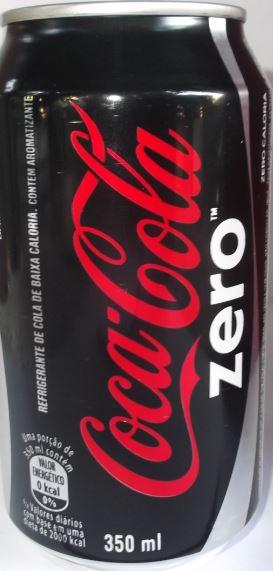 Coca-Cola
zero™
REFRIGERANTE DE COLA DE BAIXA CALORIA. CONTÉM AROMATIZANTE
ZERO CALORIA
Uma porção de
350 ml contém
VALOR
ENERGÉTICO
0 kcal
0%
Valores diários
com base em uma
dieta de 2000 kcal
350 ml